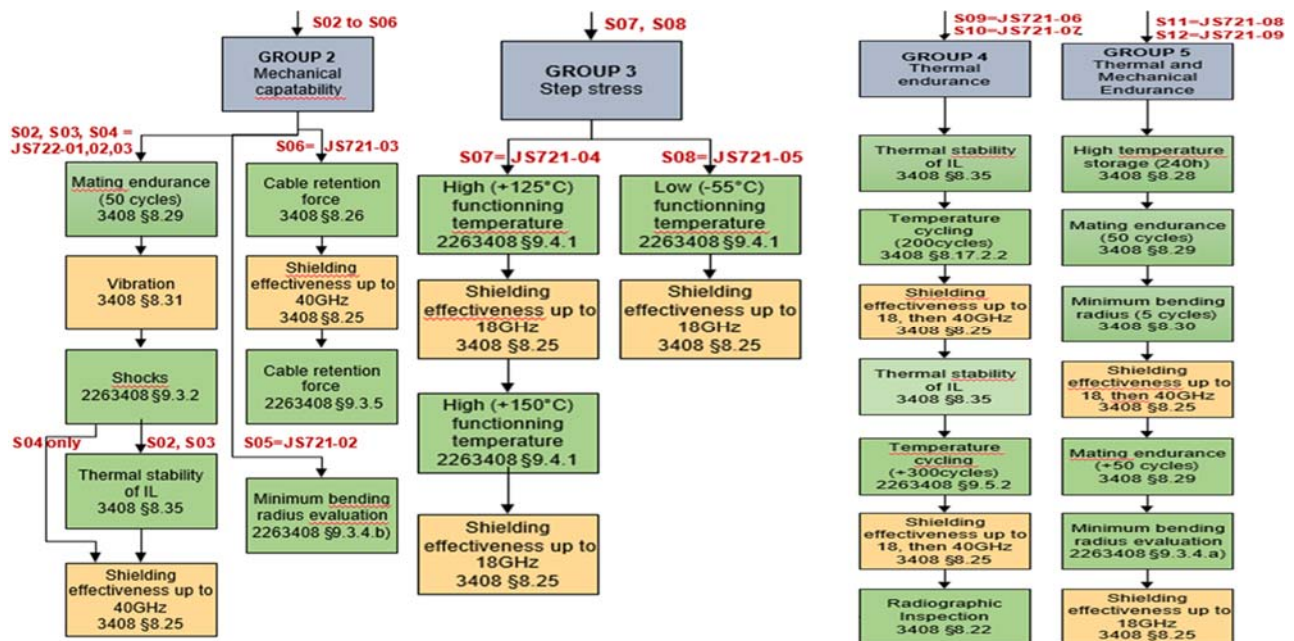 S02 to S06
GROUP 2
Mechanical
capatability
S02, S03, S04 =
JS722-01,02,03
S06= JS721-03
Mating endurance
(50 cycles)
3408 §8.29
Vibration
3408 §8.31
Shocks
2263408 §9.3.2
S04 only
S02, S03
Thermal stability
of IL
3408 §8.35
Shielding
effectiveness up to
40GHz
3408 §8.25
Cable retention
force
3408 §8.26
Shielding
effectiveness up to
40GHz
3408 §8.25
Cable retention
force
2263408 §9.3.5
S05=JS721-02
Minimum bending
radius evaluation
2263408 §9.3.4.b)
S07, S08
GROUP 3
Step stress
S07= JS721-04
S08= JS721-05
High (+125°C)
functionning
temperature
2263408 §9.4.1
Shielding
effectiveness up to
18GHz
3408 §8.25
High (+150°C)
functionning
temperature
2263408 §9.4.1
Shielding
effectiveness up to
18GHz
3408 §8.25
Low (-55°C)
functionning
temperature
2263408 §9.4.1
Shielding
effectiveness up to
18GHz
3408 §8.25
S09=JS721-06
S10=JS721-07
GROUP 4
Thermal
endurance
Thermal stability
of IL
3408 §8.35
Temperature
cycling
(200cycles)
3408 §8.17.2.2
Shielding
effectiveness up to
18, then 40GHz
3408 §8.25
Thermal stability
of IL
3408 §8.35
Temperature
cycling
(+300cycles)
2263408 §9.5.2
Shielding
effectiveness up to
18, then 40GHz
3408 §8.25
Radiographic
Inspection
3408 §8.22
S11=JS721-08
S12=JS721-09
GROUP 5
Thermal and
Mechanical
Endurance
High temperature
storage (240h)
3408 §8.28
Mating endurance
(50 cycles)
3408 §8.29
Minimum bending
radius (5 cycles)
3408 §8.30
Shielding
effectiveness up to
18, then 40GHz
3408 §8.25
Mating endurance
(+50 cycles)
3408 §8.29
Minimum bending
radius evaluation
2263408 §9.3.4.a)
Shielding
effectiveness up to
18GHz
3408 §8.25